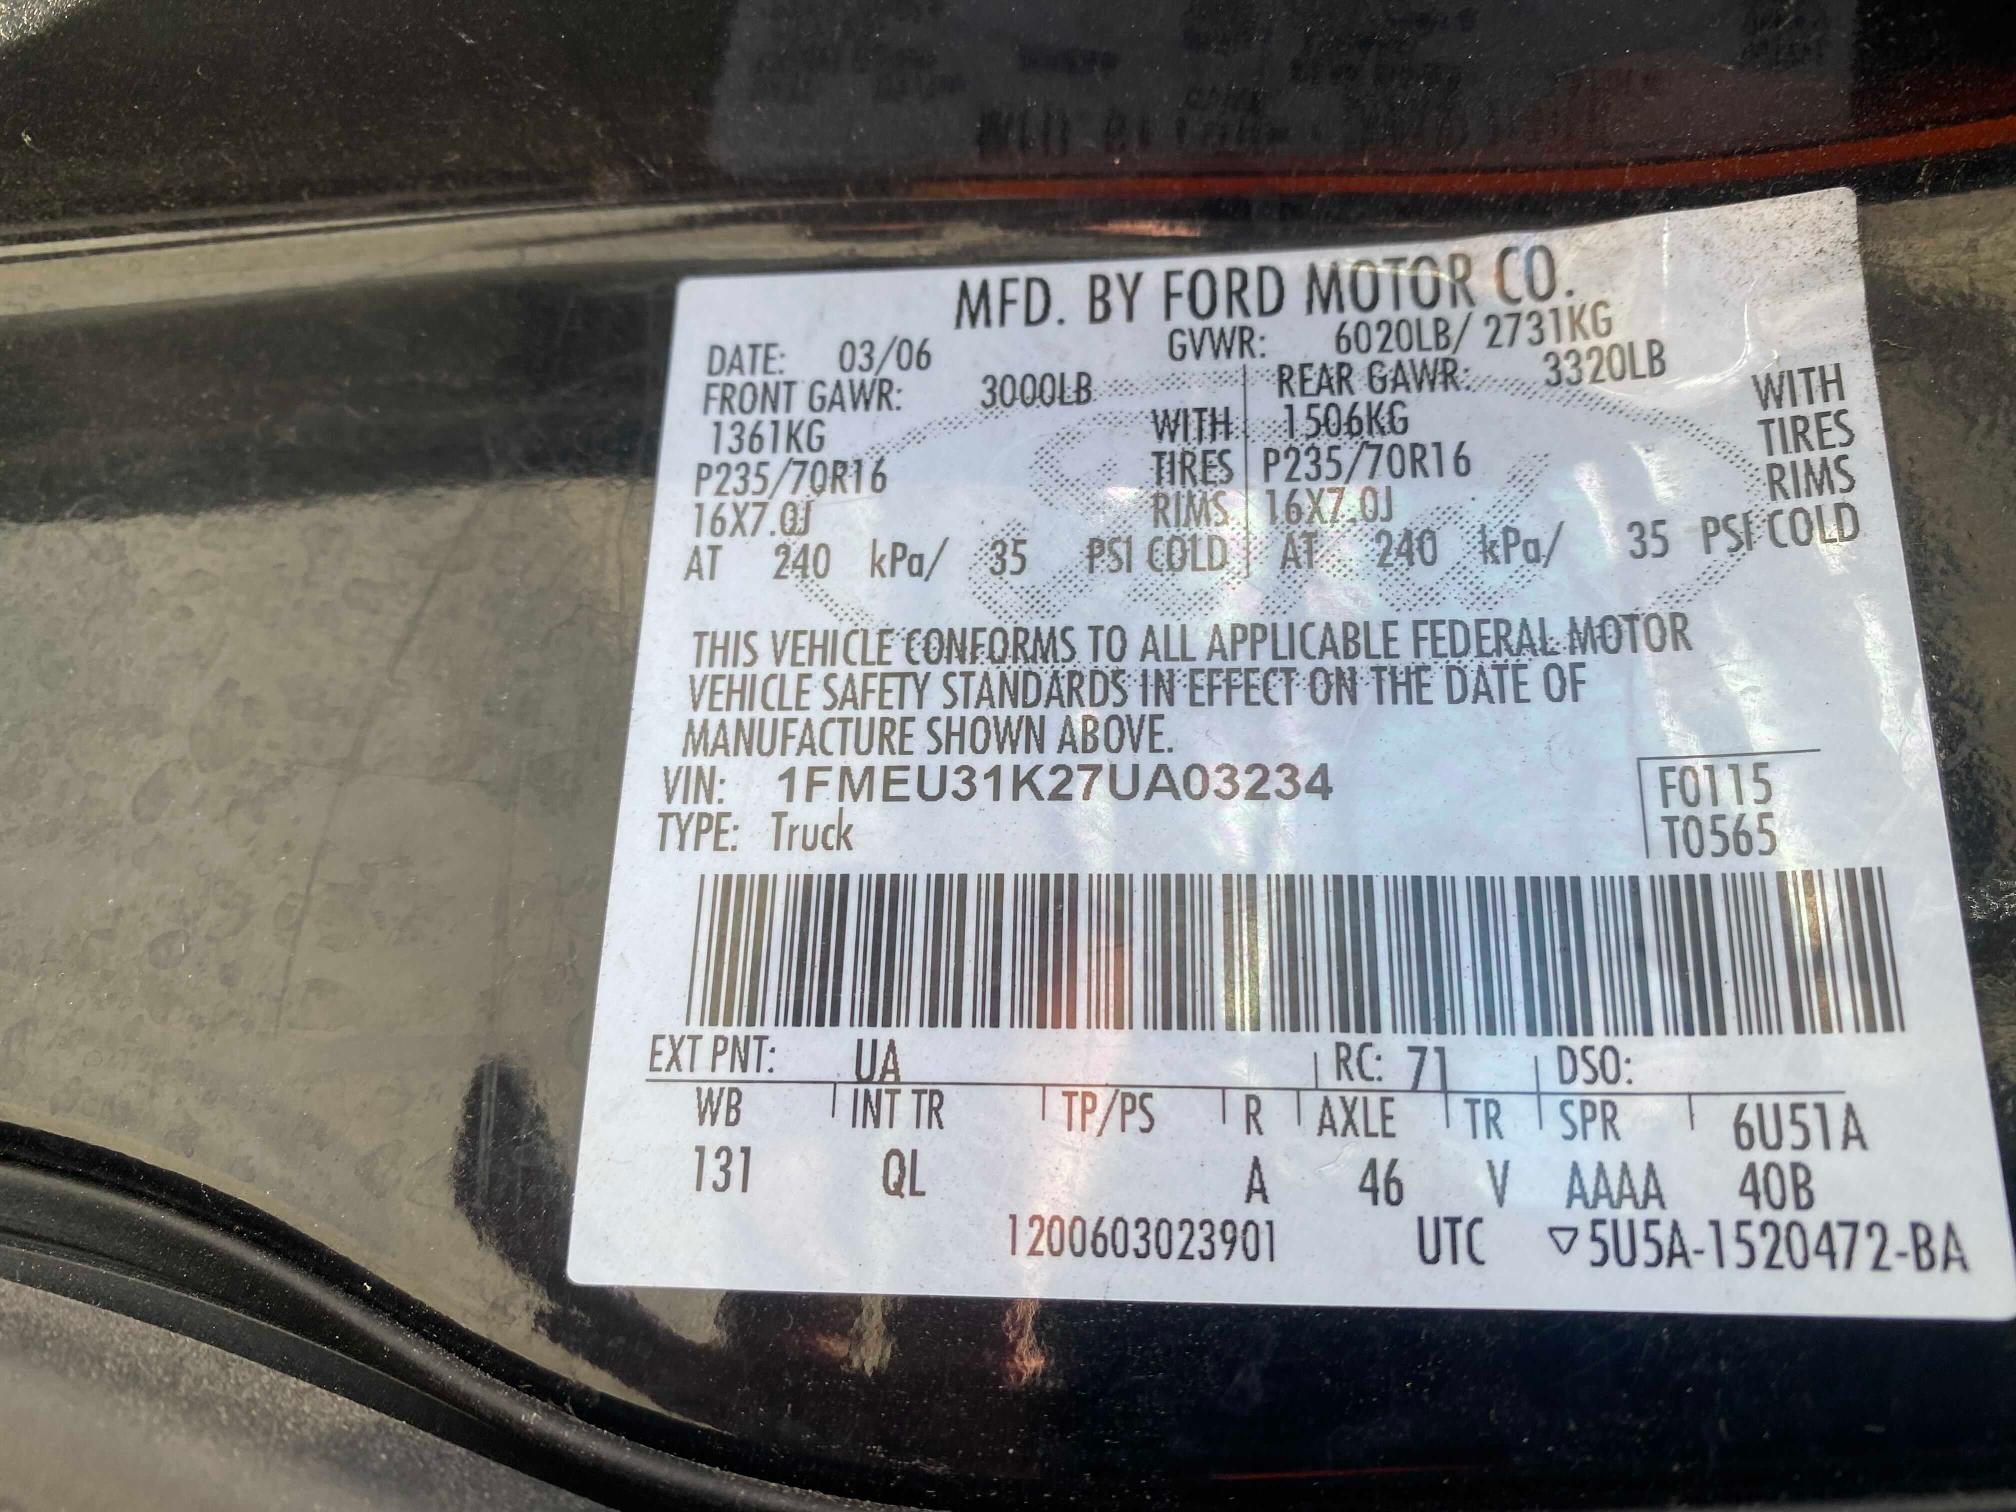 MFD. BY FORD MOTOR CO.
DATE: 03/06 GVWR: 6020LB/ 2731KG
FRONT GAWR: 3000LB REAR GAWR: 3320LB
1361KG WITH 1506KG WITH
P235/70R16 TIRES P235/70R16 TIRES
16X7.0J RIMS 16X7.0J RIMS
AT 240 kPa/ 35 PSI COLD AT 240 kPa/ 35 PSI COLD
THIS VEHICLE CONFORMS TO ALL APPLICABLE FEDERAL MOTOR
VEHICLE SAFETY STANDARDS IN EFFECT ON THE DATE OF
MANUFACTURE SHOWN ABOVE.
VIN: 1FMEU31K27UA03234 F0115
TYPE: Truck T0565
EXT PNT: UA RC: 71 DSO:
WB INT TR TP/PS R AXLE TR SPR 6U51A
131 QL A 46 V AAAA 40B
1200603023901 UTC ▽5U5A-1520472-BA